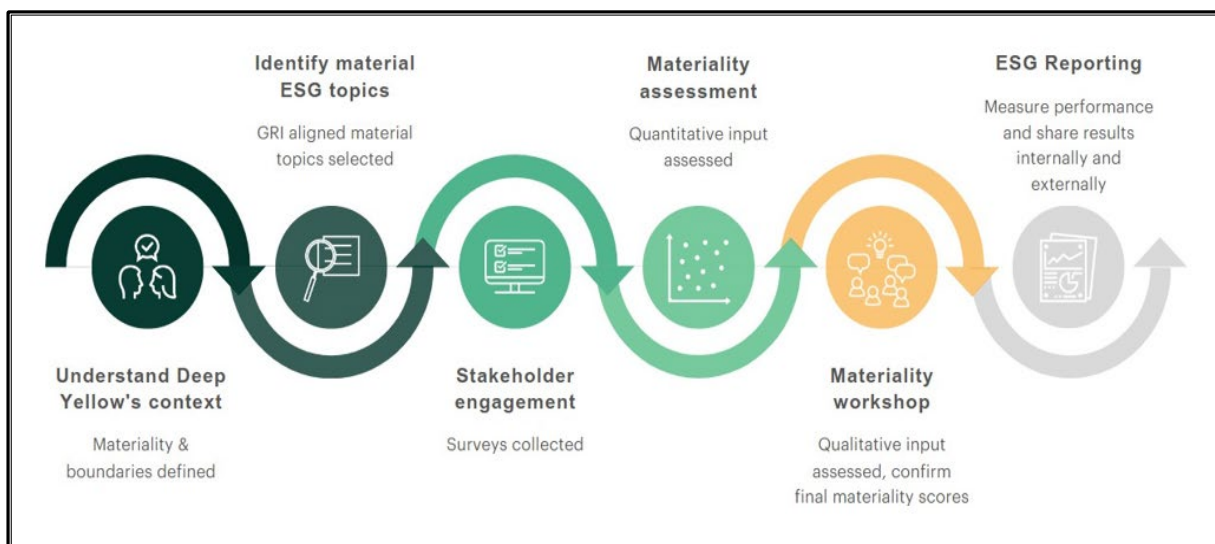 Understand Deep
Yellow's context
Materiality &
boundaries defined
Identify material
ESG topics
GRI aligned material
topics selected
Stakeholder
engagement
Surveys collected
Materiality
assessment
Quantitative input
assessed
Materiality
workshop
Qualitative input
assessed, confirm
final materiality scores
ESG Reporting
Measure performance
and share results
internally and
externally